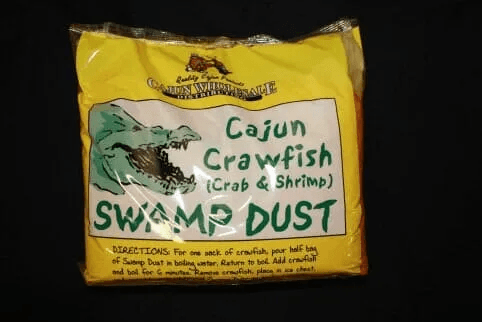 Quality Cajun Products
CAJUN WHOLESALE
DISTRIBUTING
Cajun
Crawfish
(Crab & Shrimp)
SWAMP DUST
DIRECTIONS: For one sack of crawfish, pour half bag
of Swamp Dust in boiling water. Return to boil. Add crawfish
and boil for 6 minutes. Remove crawfish, place in ice chest.